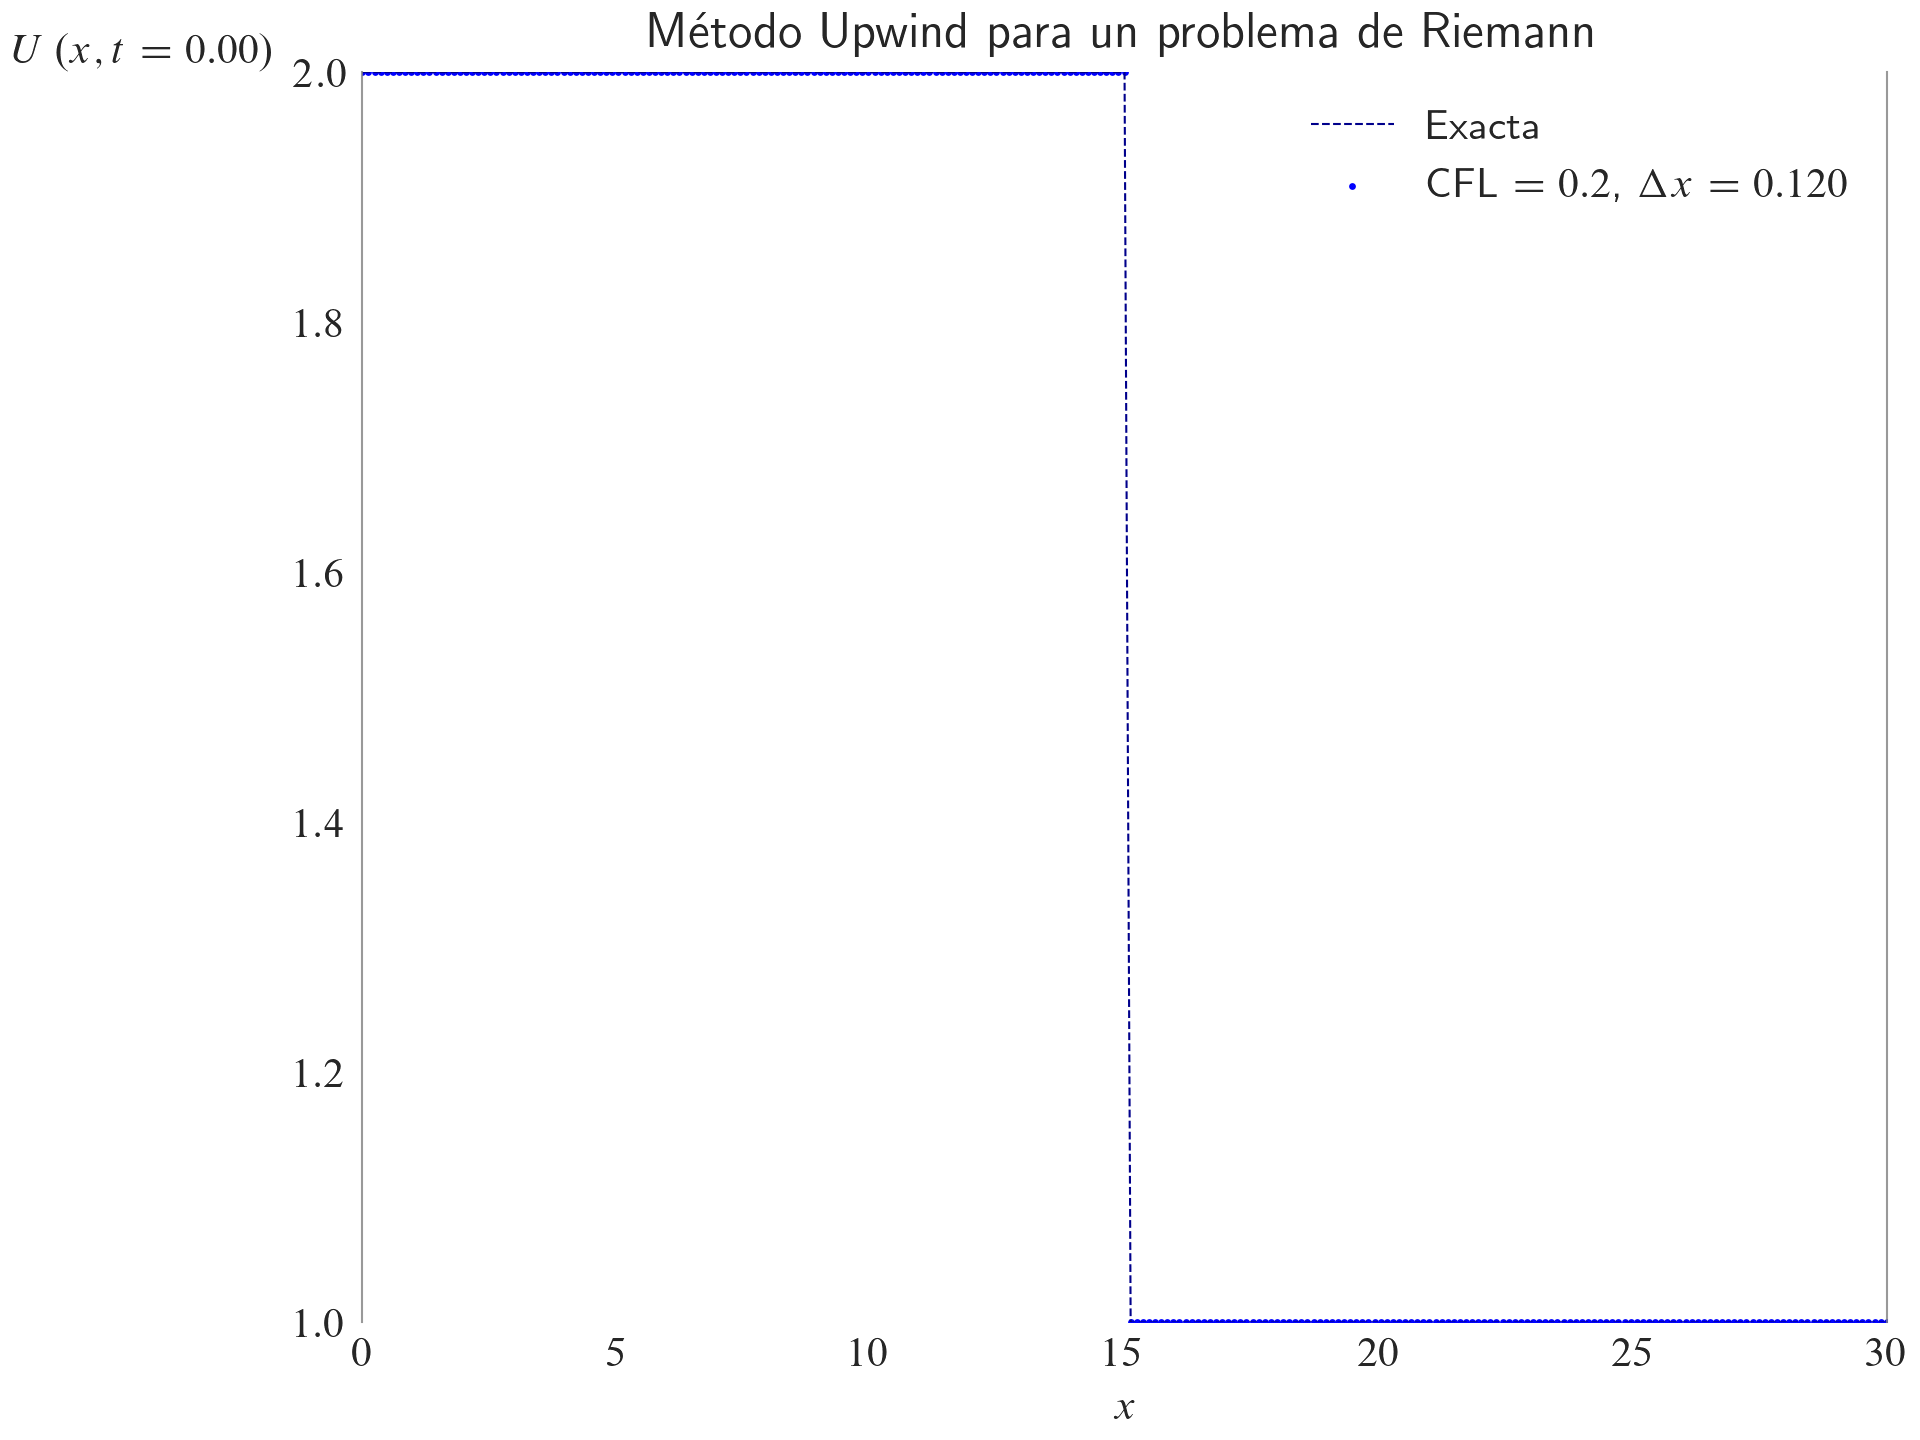 Método Upwind para un problema de Riemann
U (x, t = 0.00)
2.0
Exacta
CFL = 0.2, Δx = 0.120
1.8
1.6
1.4
1.2
1.0
0 5 10 15 20 25 30
x